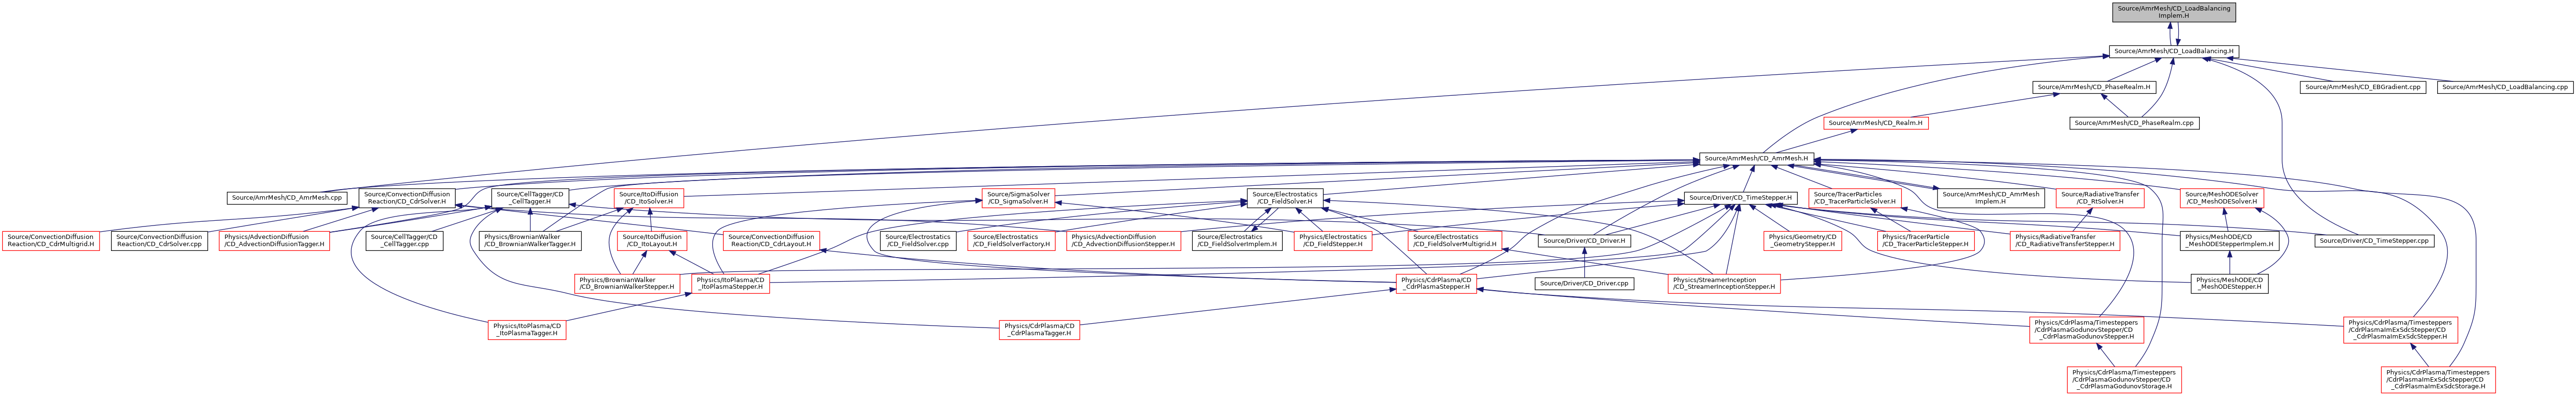 Source/AmrMesh/CD_LoadBalancing
Implem.H
Source/AmrMesh/CD_LoadBalancing.H
Source/AmrMesh/CD_PhaseRealm.H
Source/AmrMesh/CD_EBGradient.cpp
Source/AmrMesh/CD_LoadBalancing.cpp
Source/AmrMesh/CD_Realm.H
Source/AmrMesh/CD_PhaseRealm.cpp
Source/AmrMesh/CD_AmrMesh.H
Source/AmrMesh/CD_AmrMesh.cpp
Source/ConvectionDiffusion
Reaction/CD_CdrSolver.H
Source/CellTagger/CD
_CellTagger.H
Source/ItoDiffusion
/CD_ItoSolver.H
Source/SigmaSolver
/CD_SigmaSolver.H
Source/Electrostatics
/CD_FieldSolver.H
Source/Driver/CD_TimeStepper.H
Source/TracerParticles
/CD_TracerParticleSolver.H
Source/AmrMesh/CD_AmrMesh
Implem.H
Source/RadiativeTransfer
/CD_RtSolver.H
Source/MeshODESolver
/CD_MeshODESolver.H
Source/ConvectionDiffusion
Reaction/CD_CdrMultigrid.H
Source/ConvectionDiffusion
Reaction/CD_CdrSolver.cpp
Physics/AdvectionDiffusion
/CD_AdvectionDiffusionTagger.H
Source/CellTagger/CD
_CellTagger.cpp
Physics/BrownianWalker
/CD_BrownianWalkerTagger.H
Source/ItoDiffusion
/CD_ItoLayout.H
Source/ConvectionDiffusion
Reaction/CD_CdrLayout.H
Source/Electrostatics
/CD_FieldSolver.cpp
Source/Electrostatics
/CD_FieldSolverFactory.H
Physics/AdvectionDiffusion
/CD_AdvectionDiffusionStepper.H
Source/Electrostatics
/CD_FieldSolverImplem.H
Physics/Electrostatics
/CD_FieldStepper.H
Source/Electrostatics
/CD_FieldSolverMultigrid.H
Source/Driver/CD_Driver.H
Physics/Geometry/CD
_GeometryStepper.H
Physics/TracerParticle
/CD_TracerParticleStepper.H
Physics/RadiativeTransfer
/CD_RadiativeTransferStepper.H
Physics/MeshODE/CD
_MeshODEStepperImplem.H
Source/Driver/CD_TimeStepper.cpp
Physics/BrownianWalker
/CD_BrownianWalkerStepper.H
Physics/ItoPlasma/CD
_ItoPlasmaStepper.H
Physics/CdrPlasma/CD
_CdrPlasmaStepper.H
Source/Driver/CD_Driver.cpp
Physics/StreamerInception
/CD_StreamerInceptionStepper.H
Physics/MeshODE/CD
_MeshODEStepper.H
Physics/ItoPlasma/CD
_ItoPlasmaTagger.H
Physics/CdrPlasma/CD
_CdrPlasmaTagger.H
Physics/CdrPlasma/Timesteppers
/CdrPlasmaGodunovStepper/CD
_CdrPlasmaGodunovStepper.H
Physics/CdrPlasma/Timesteppers
/CdrPlasmaImExSdcStepper/CD
_CdrPlasmaImExSdcStepper.H
Physics/CdrPlasma/Timesteppers
/CdrPlasmaGodunovStepper/CD
_CdrPlasmaGodunovStorage.H
Physics/CdrPlasma/Timesteppers
/CdrPlasmaImExSdcStepper/CD
_CdrPlasmaImExSdcStorage.H